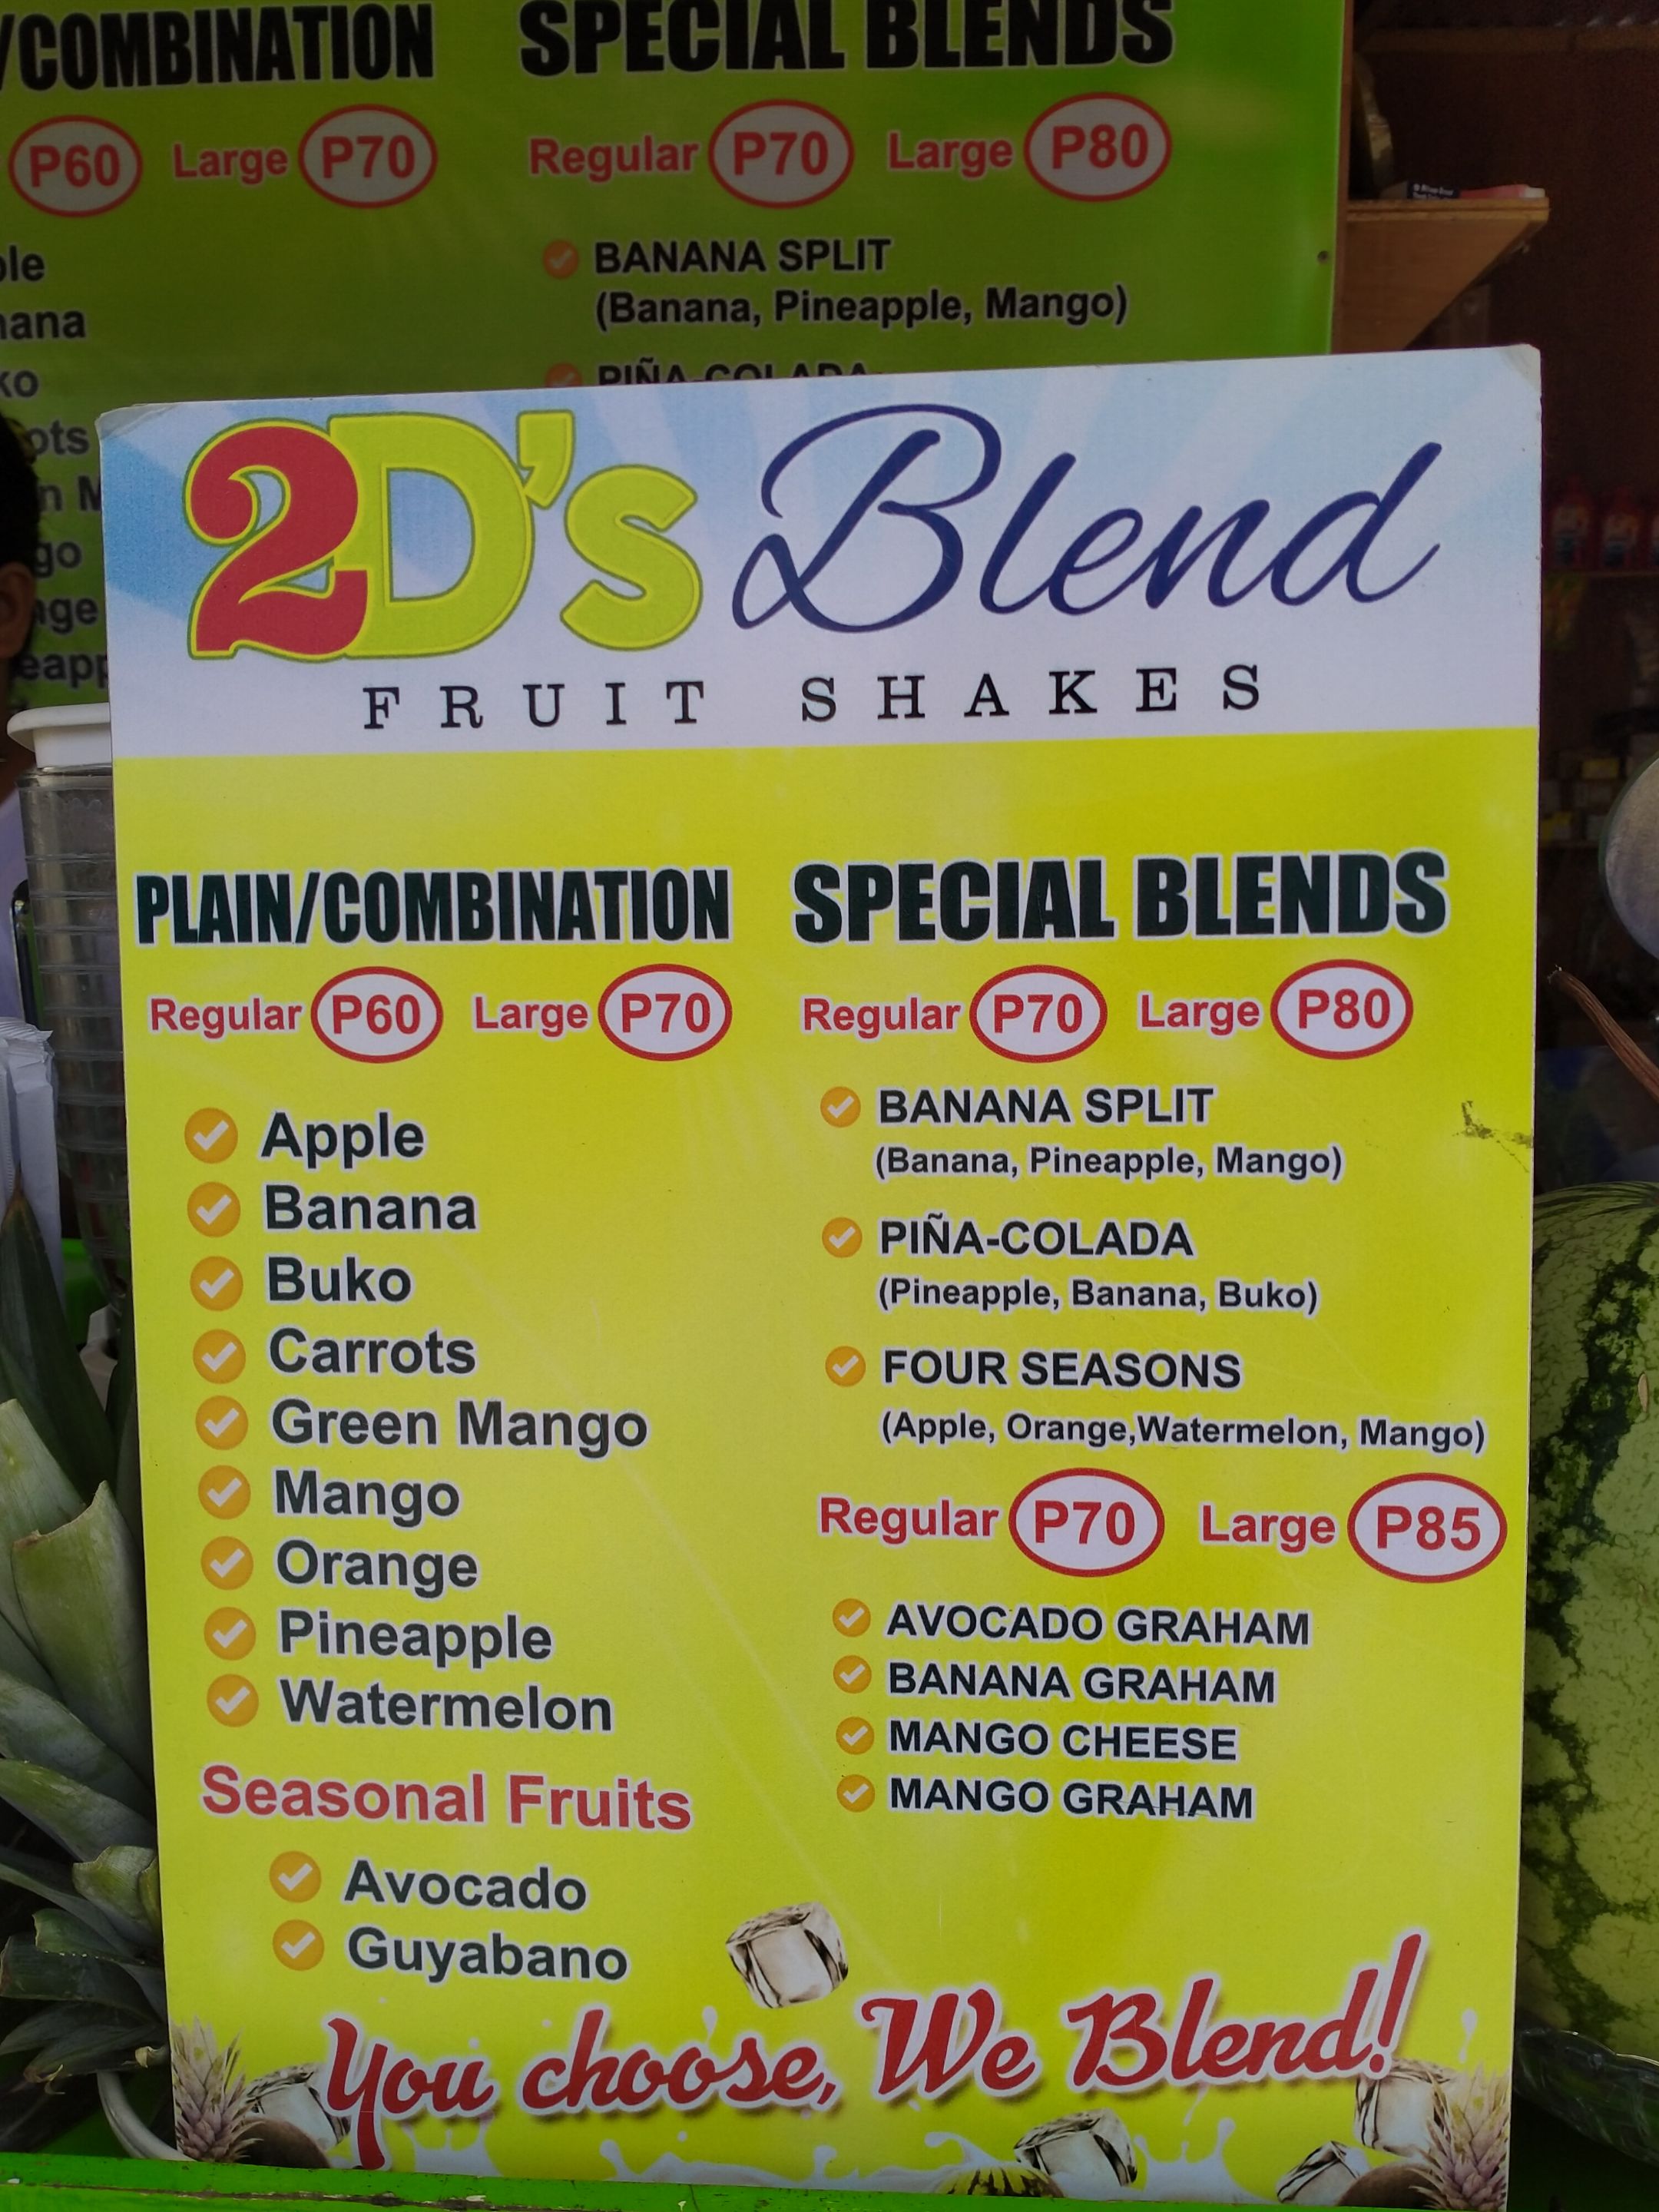 /COMBINATION
P60 Large P70
SPECIAL BLENDS
Regular P70 Large P80
BANANA SPLIT
(Banana, Pineapple, Mango)
PIÑA-COLADA
2D's Blend
FRUIT SHAKES
PLAIN/COMBINATION
Regular P60 Large P70
Apple
Banana
Buko
Carrots
Green Mango
Mango
Orange
Pineapple
Watermelon
Seasonal Fruits
Avocado
Guyabano
SPECIAL BLENDS
Regular P70 Large P80
BANANA SPLIT
(Banana, Pineapple, Mango)
PIÑA-COLADA
(Pineapple, Banana, Buko)
FOUR SEASONS
(Apple, Orange,Watermelon, Mango)
Regular P70 Large P85
AVOCADO GRAHAM
BANANA GRAHAM
MANGO CHEESE
MANGO GRAHAM
You choose, We Blend!